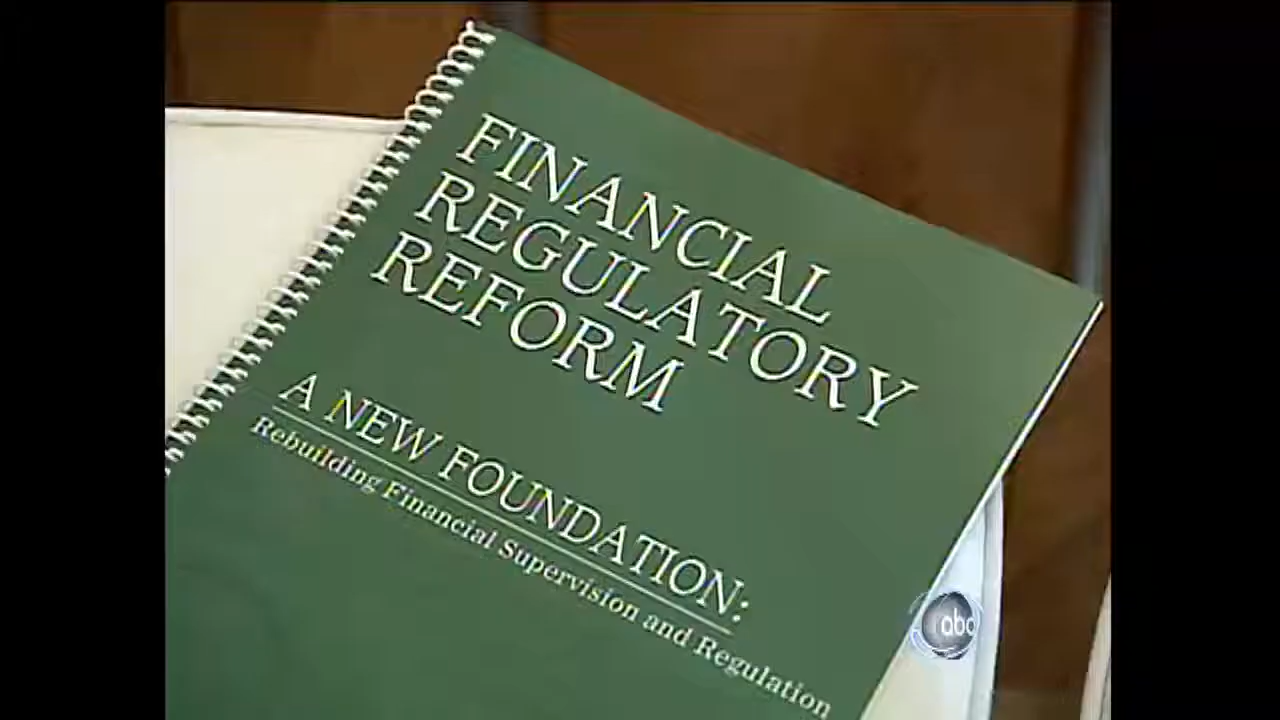 FINANCIAL
REGULATORY
REFORM
A NEW FOUNDATION:
Rebuilding Financial Supervision and Regulation
abc